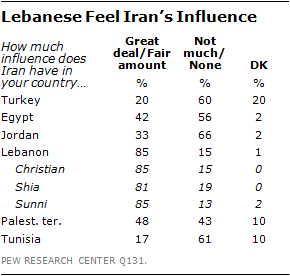 Lebanese Feel Iran's Influence
How much influence does Iran have in your country…
Great deal/Fair amount
Not much/None
DK
% % %
Turkey 20 60 20
Egypt 42 56 2
Jordan 33 66 2
Lebanon 85 15 1
Christian 85 15 0
Shia 81 19 0
Sunni 85 13 2
Palest. ter. 48 43 10
Tunisia 17 61 10
PEW RESEARCH CENTER Q131.